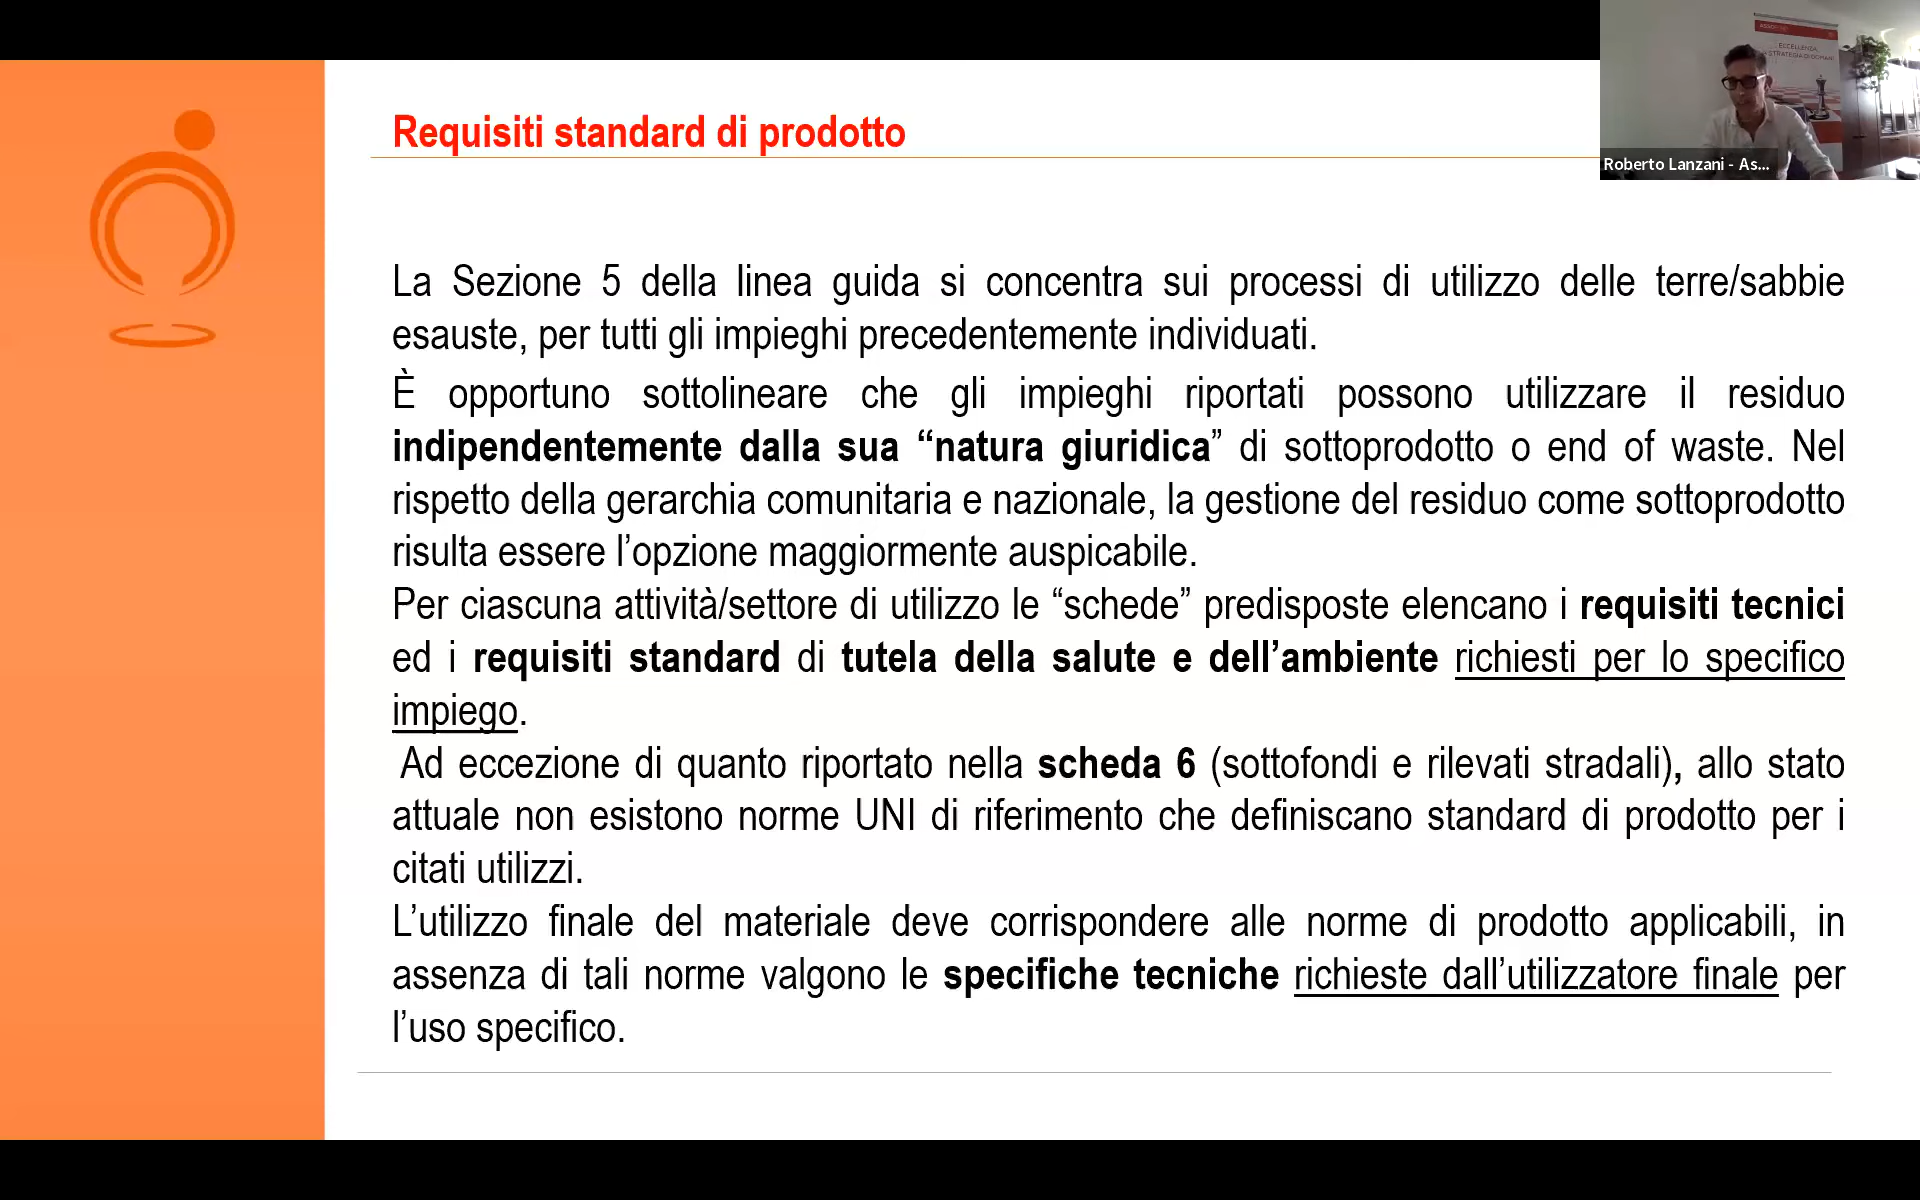 Requisiti standard di prodotto
ECCELLENZA
Roberto Lanzani - As...
La Sezione 5 della linea guida si concentra sui processi di utilizzo delle terre/sabbie
esauste, per tutti gli impieghi precedentemente individuati.
È opportuno sottolineare che gli impieghi riportati possono utilizzare il residuo
indipendentemente dalla sua “natura giuridica” di sottoprodotto o end of waste. Nel
rispetto della gerarchia comunitaria e nazionale, la gestione del residuo come sottoprodotto
risulta essere l’opzione maggiormente auspicabile.
Per ciascuna attività/settore di utilizzo le “schede” predisposte elencano i requisiti tecnici
ed i requisiti standard di tutela della salute e dell’ambiente richiesti per lo specifico
impiego.
Ad eccezione di quanto riportato nella scheda 6 (sottofondi e rilevati stradali), allo stato
attuale non esistono norme UNI di riferimento che definiscano standard di prodotto per i
citati utilizzi.
L’utilizzo finale del materiale deve corrispondere alle norme di prodotto applicabili, in
assenza di tali norme valgono le specifiche tecniche richieste dall’utilizzatore finale per
l’uso specifico.